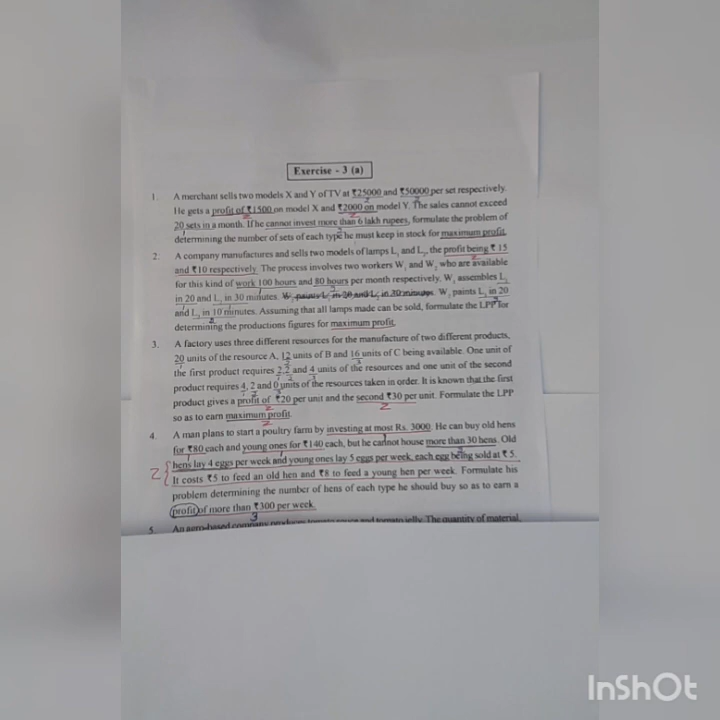 Exercise - 3 (a)
1. A merchant sells two models X and Y of TV at ₹25000 and ₹50000 per set respectively.
He gets a profit of ₹1500 on model X and ₹2000 on model Y. The sales cannot exceed
20 sets in a month. If he cannot invest more than 6 lakh rupees, formulate the problem of
determining the number of sets of each type he must keep in stock for maximum profit.
2. A company manufactures and sells two models of lamps L₁ and L₂, the profit being ₹ 15
and ₹10 respectively. The process involves two workers W₁ and W₂ who are available
for this kind of work 100 hours and 80 hours per month respectively. W₁ assembles L₁
in 20 and L₂ in 30 minutes. W₂ paints L₁ in 20 and L₂ in 30 minutes. W₂ paints L₁ in 20
and L₂ in 10 minutes. Assuming that all lamps made can be sold, formulate the LPP for
determining the productions figures for maximum profit.
3. A factory uses three different resources for the manufacture of two different products,
20 units of the resource A, 12 units of B and 16 units of C being available. One unit of
the first product requires 2,2 and 4 units of the resources and one unit of the second
product requires 4, 2 and 0 units of the resources taken in order. It is known that the first
product gives a profit of ₹20 per unit and the second ₹30 per unit. Formulate the LPP
so as to earn maximum profit.
4. A man plans to start a poultry farm by investing at most Rs. 3000. He can buy old hens
for ₹80 each and young ones for ₹140 each, but he cannot house more than 30 hens. Old
hens lay 4 eggs per week and young ones lay 5 eggs per week, each egg being sold at ₹ 5.
It costs ₹5 to feed an old hen and ₹8 to feed a young hen per week. Formulate his
problem determining the number of hens of each type he should buy so as to earn a
profit of more than ₹300 per week.
5. An agro-based company produces tomato sauce and tomato jelly. The quantity of material,
InShOt